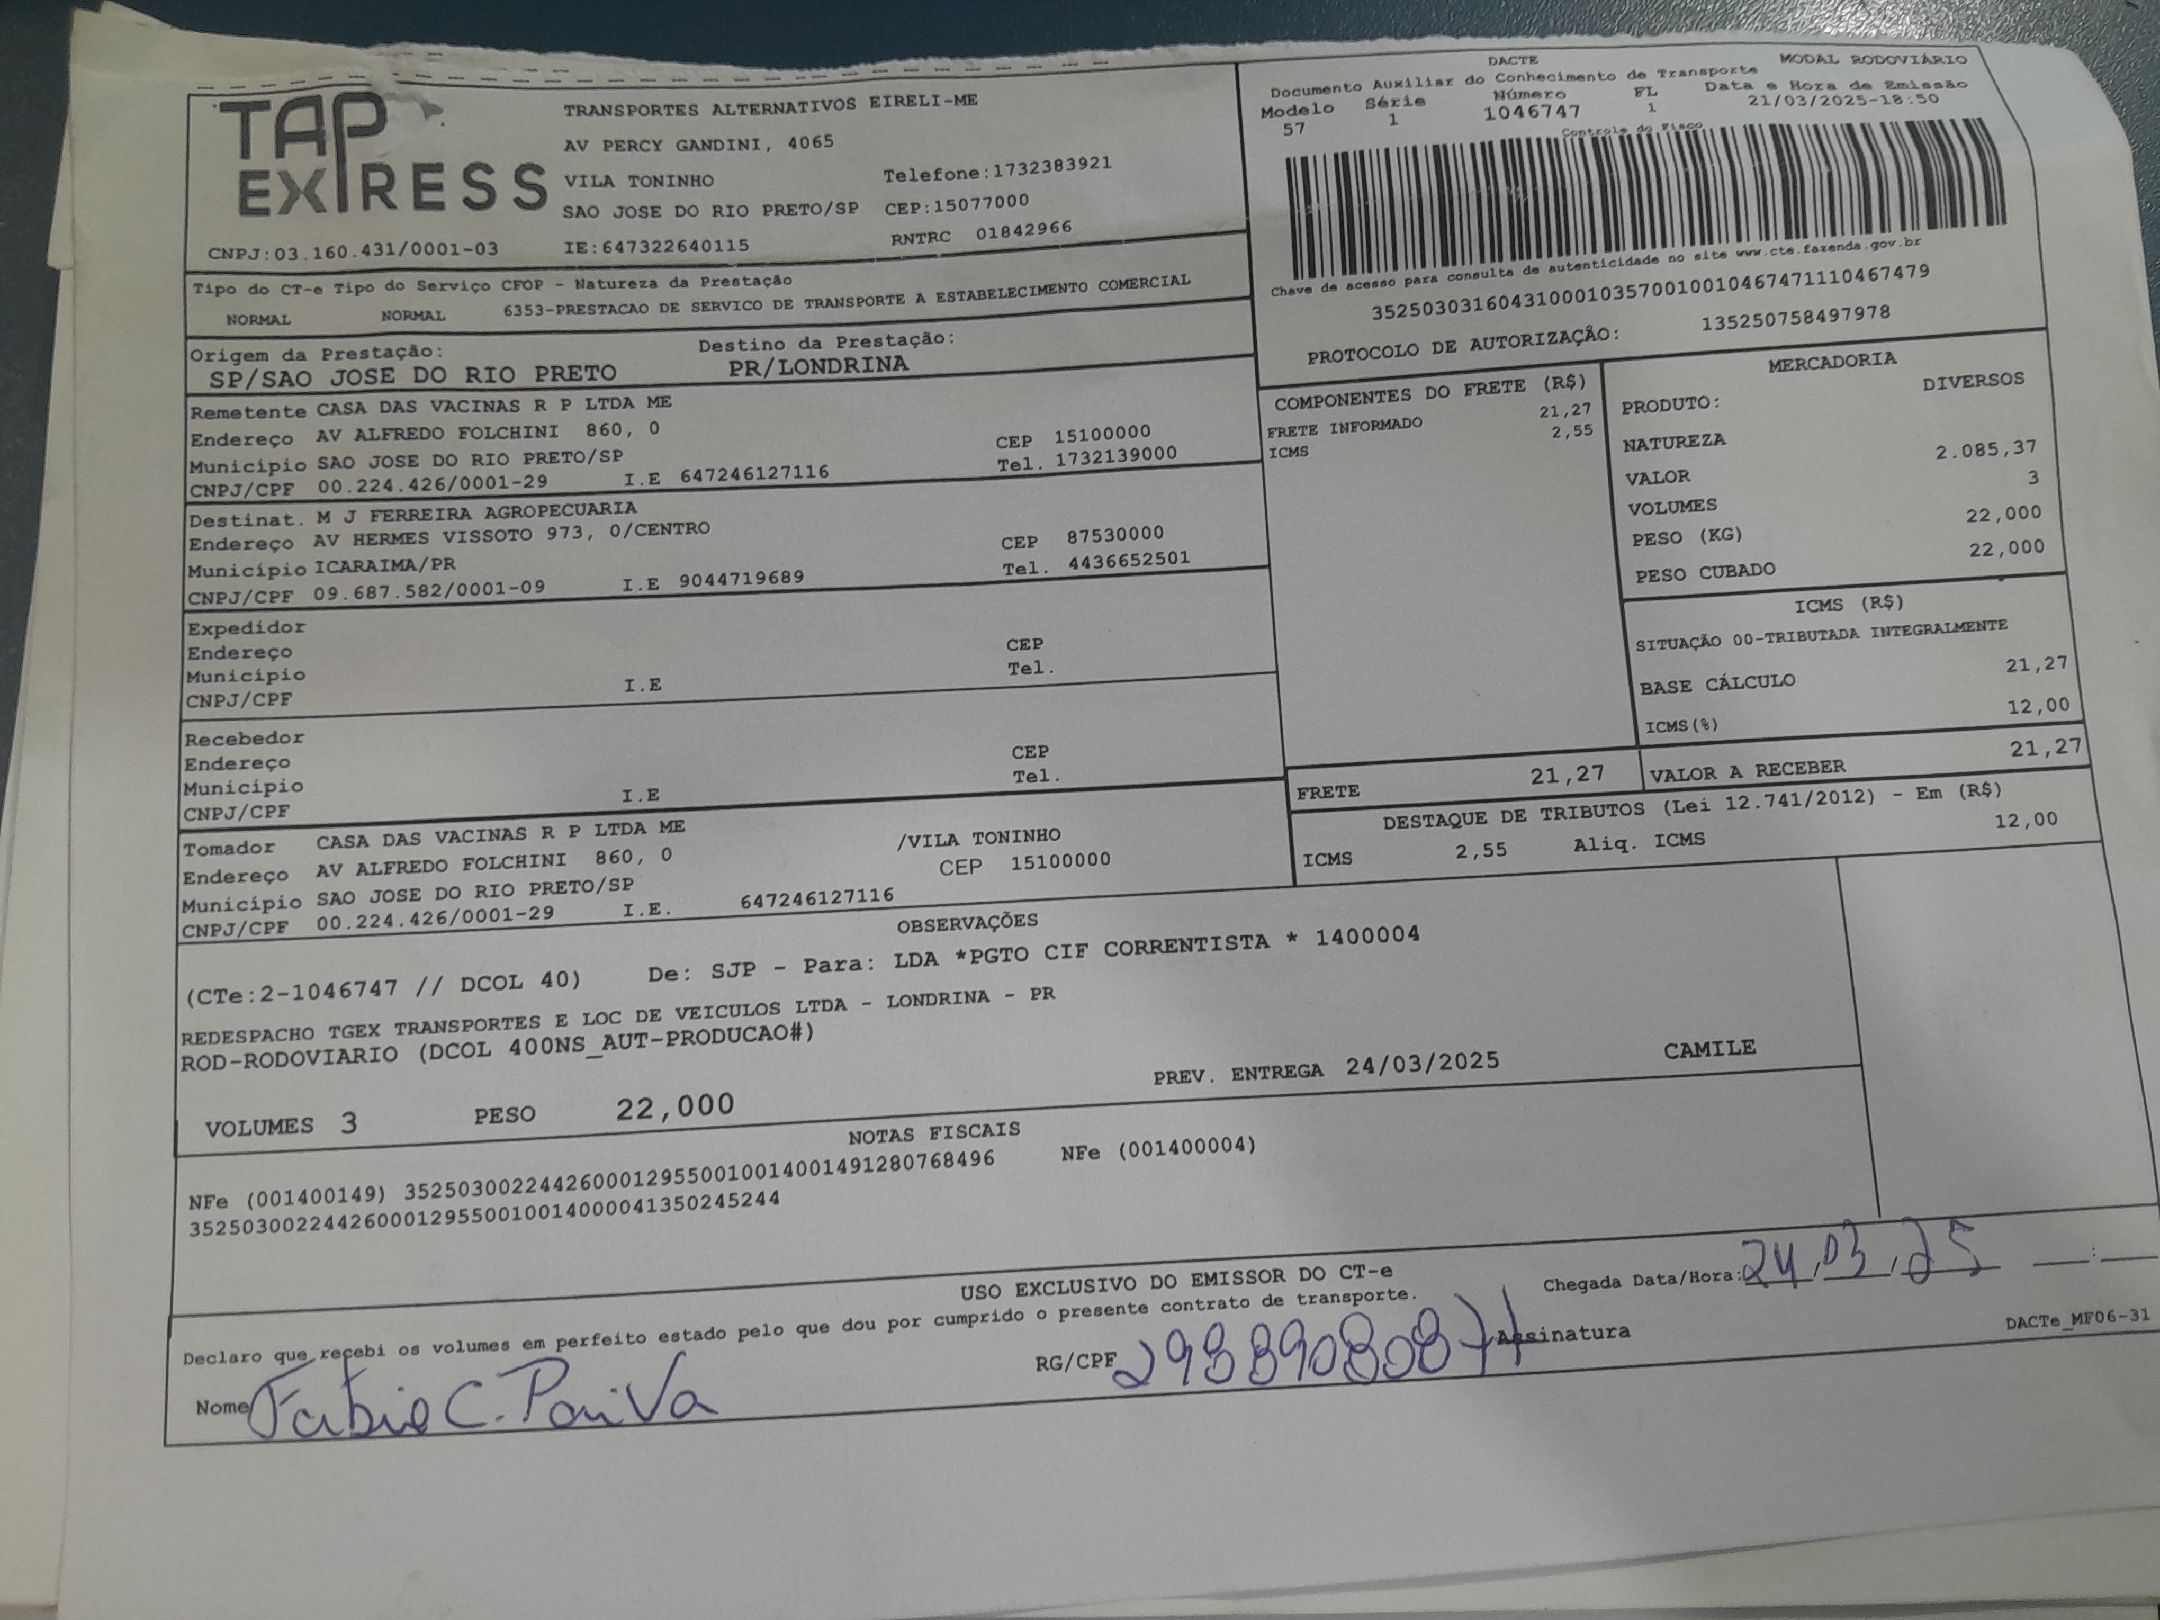 TAP EXPRESS
TRANSPORTES ALTERNATIVOS EIRELI-ME
AV PERCY GANDINI, 4065
VILA TONINHO Telefone:1732383921
SAO JOSE DO RIO PRETO/SP CEP:15077000
CNPJ:03.160.431/0001-03 IE:647322640115 RNTRC 01842966
DACTE MODAL RODOVIÁRIO
Documento Auxiliar do Conhecimento de Transporte
Modelo Série Número FL Data e Hora de Emissão
57 1 1046747 1 21/03/2025-18:50
Controle do Fisco
Chave de acesso para consulta de autenticidade no site www.cte.fazenda.gov.br
35250303160431000103570010010467471110467479
PROTOCOLO DE AUTORIZAÇÃO: 135250758497978
Tipo do CT-e Tipo do Serviço CFOP - Natureza da Prestação
NORMAL NORMAL 6353-PRESTACAO DE SERVICO DE TRANSPORTE A ESTABELECIMENTO COMERCIAL
Origem da Prestação: Destino da Prestação:
SP/SAO JOSE DO RIO PRETO PR/LONDRINA
Remetente CASA DAS VACINAS R P LTDA ME
Endereço AV ALFREDO FOLCHINI 860, 0 CEP 15100000
Município SAO JOSE DO RIO PRETO/SP Tel. 1732139000
CNPJ/CPF 00.224.426/0001-29 I.E 647246127116
Destinat. M J FERREIRA AGROPECUARIA
Endereço AV HERMES VISSOTO 973, 0/CENTRO CEP 87530000
Município ICARAIMA/PR Tel. 4436652501
CNPJ/CPF 09.687.582/0001-09 I.E 9044719689
Expedidor
Endereço CEP
Município Tel.
CNPJ/CPF I.E
Recebedor
Endereço CEP
Município Tel.
CNPJ/CPF I.E
Tomador CASA DAS VACINAS R P LTDA ME /VILA TONINHO
Endereço AV ALFREDO FOLCHINI 860, 0 CEP 15100000
Município SAO JOSE DO RIO PRETO/SP
CNPJ/CPF 00.224.426/0001-29 I.E. 647246127116
COMPONENTES DO FRETE (R$)
FRETE INFORMADO 21,27
ICMS 2,55
MERCADORIA
PRODUTO: DIVERSOS
NATUREZA
VALOR 2.085,37
VOLUMES 3
PESO (KG) 22,000
PESO CUBADO 22,000
ICMS (R$)
SITUAÇÃO 00-TRIBUTADA INTEGRALMENTE
BASE CÁLCULO 21,27
ICMS(%) 12,00
FRETE 21,27 VALOR A RECEBER 21,27
DESTAQUE DE TRIBUTOS (Lei 12.741/2012) - Em (R$)
ICMS 2,55 Aliq. ICMS 12,00
OBSERVAÇÕES
(CTe:2-1046747 // DCOL 40) De: SJP - Para: LDA *PGTO CIF CORRENTISTA * 1400004
REDESPACHO TGEX TRANSPORTES E LOC DE VEICULOS LTDA - LONDRINA - PR
ROD-RODOVIARIO (DCOL 400NS_AUT-PRODUCAO#)
PREV. ENTREGA 24/03/2025 CAMILE
VOLUMES 3 PESO 22,000
NOTAS FISCAIS
NFe (001400149) 35250300224426000129550010014001491280768496 NFe (001400004)
35250300224426000129550010014000041350245244
USO EXCLUSIVO DO EMISSOR DO CT-e
Chegada Data/Hora: 24,03,25 __:__
Declaro que recebi os volumes em perfeito estado pelo que dou por cumprido o presente contrato de transporte.
Nome Fabio C. Paiva RG/CPF Assinatura
DACTe_MF06-31